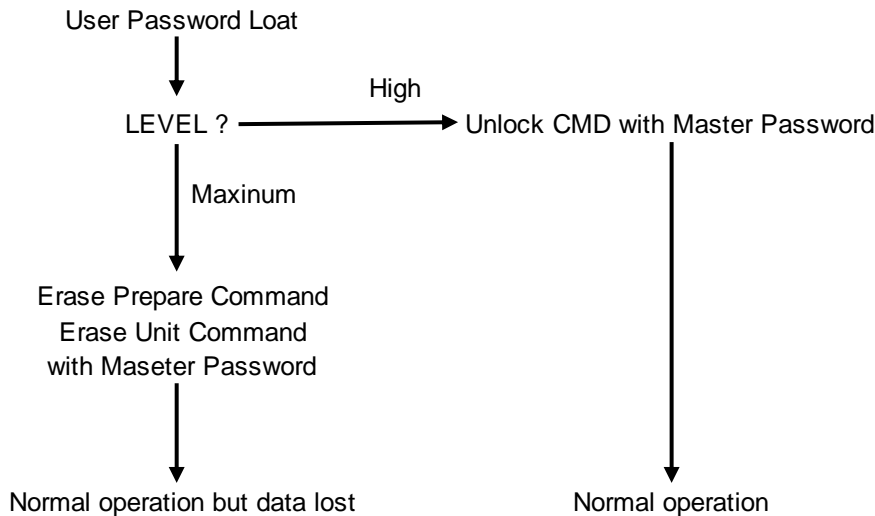 User Password Loat
High
LEVEL ?
Unlock CMD with Master Password
Maxinum
Erase Prepare Command
Erase Unit Command
with Maseter Password
Normal operation but data lost
Normal operation